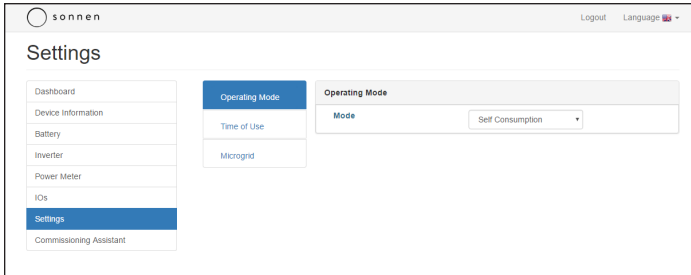 sonnen
Logout Language
Settings
Dashboard
Device Information
Battery
Inverter
Power Meter
IOs
Settings
Commissioning Assistant
Operating Mode
Time of Use
Microgrid
Operating Mode
Mode Self Consumption